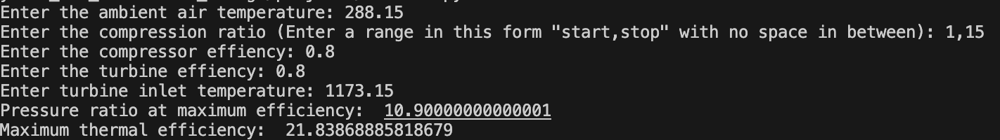 Enter the ambient air temperature: 288.15
Enter the compression ratio (Enter a range in this form "start,stop" with no space in between): 1,15
Enter the compressor effiency: 0.8
Enter the turbine effiency: 0.8
Enter turbine inlet temperature: 1173.15
Pressure ratio at maximum efficiency:  10.90000000000001
Maximum thermal efficiency:  21.83868885818679